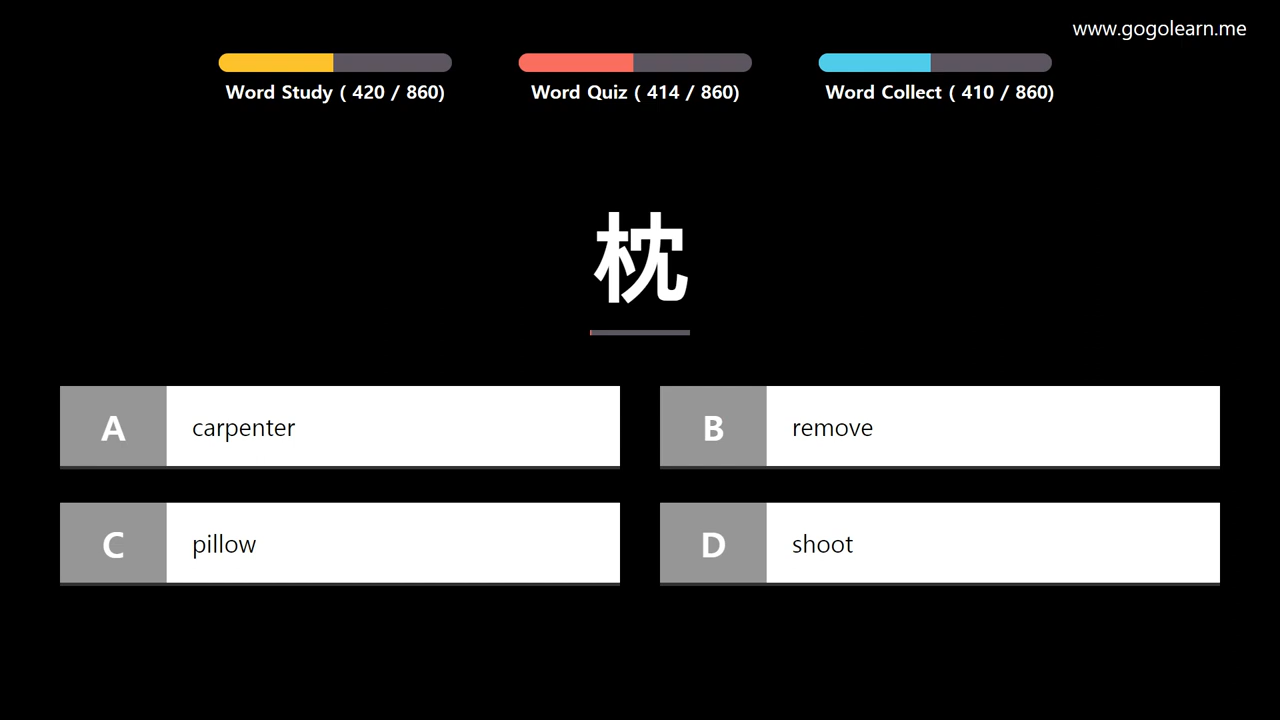 www.gogolearn.me
Word Study ( 420 / 860)
Word Quiz ( 414 / 860)
Word Collect ( 410 / 860)
枕
A carpenter
B remove
C pillow
D shoot